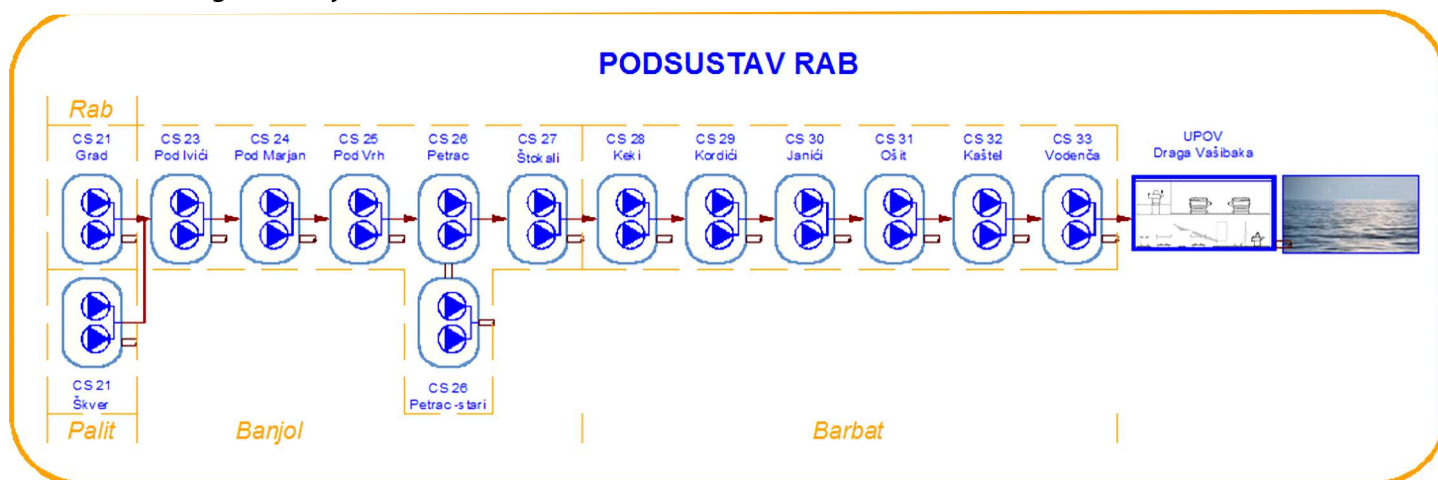 PODSUSTAV RAB
Rab
CS 21
Grad
CS 23
Pod Ivići
CS 24
Pod Marjan
CS 25
Pod Vrh
CS 26
Petrac
CS 27
Štokali
CS 28
Keki
CS 29
Kordići
CS 30
Janići
CS 31
Ošit
CS 32
Kaštel
CS 33
Vodenča
UPOV
Draga Vašibaka
CS 21
Škver
CS 26
Petrac-stari
Palit
Banjol
Barbat